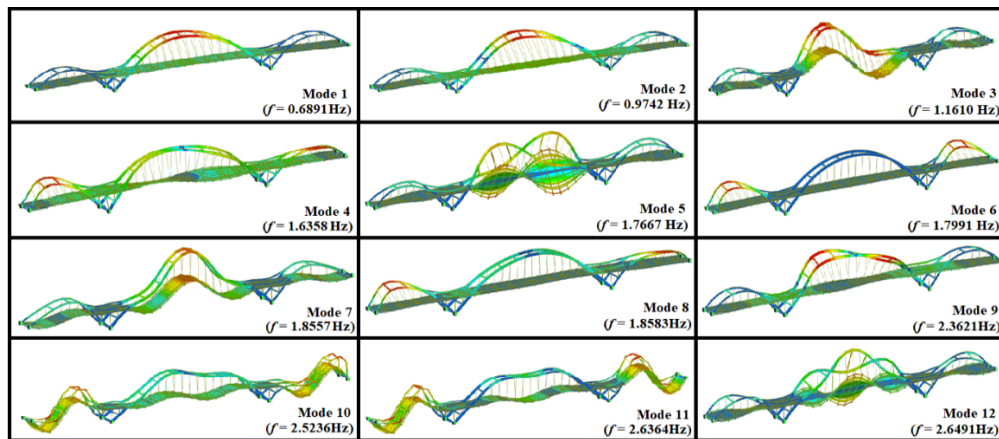 Mode 1
(f = 0.6891Hz)
Mode 2
(f = 0.9742 Hz)
Mode 3
(f = 1.1610 Hz)
Mode 4
(f = 1.6358 Hz)
Mode 5
(f = 1.7667 Hz)
Mode 6
(f = 1.7991 Hz)
Mode 7
(f = 1.8557Hz)
Mode 8
(f = 1.8583Hz)
Mode 9
(f = 2.3621Hz)
Mode 10
(f = 2.5236Hz)
Mode 11
(f = 2.6364Hz)
Mode 12
(f = 2.6491Hz)